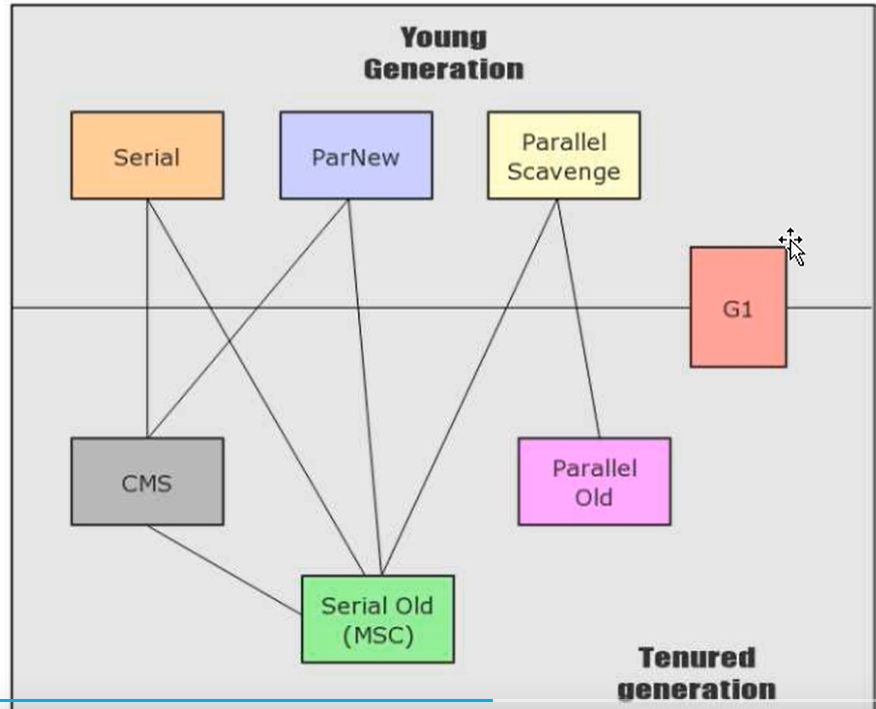 Young
Generation
Serial
ParNew
Parallel
Scavenge
G1
CMS
Parallel
Old
Serial Old
(MSC)
Tenured
generation